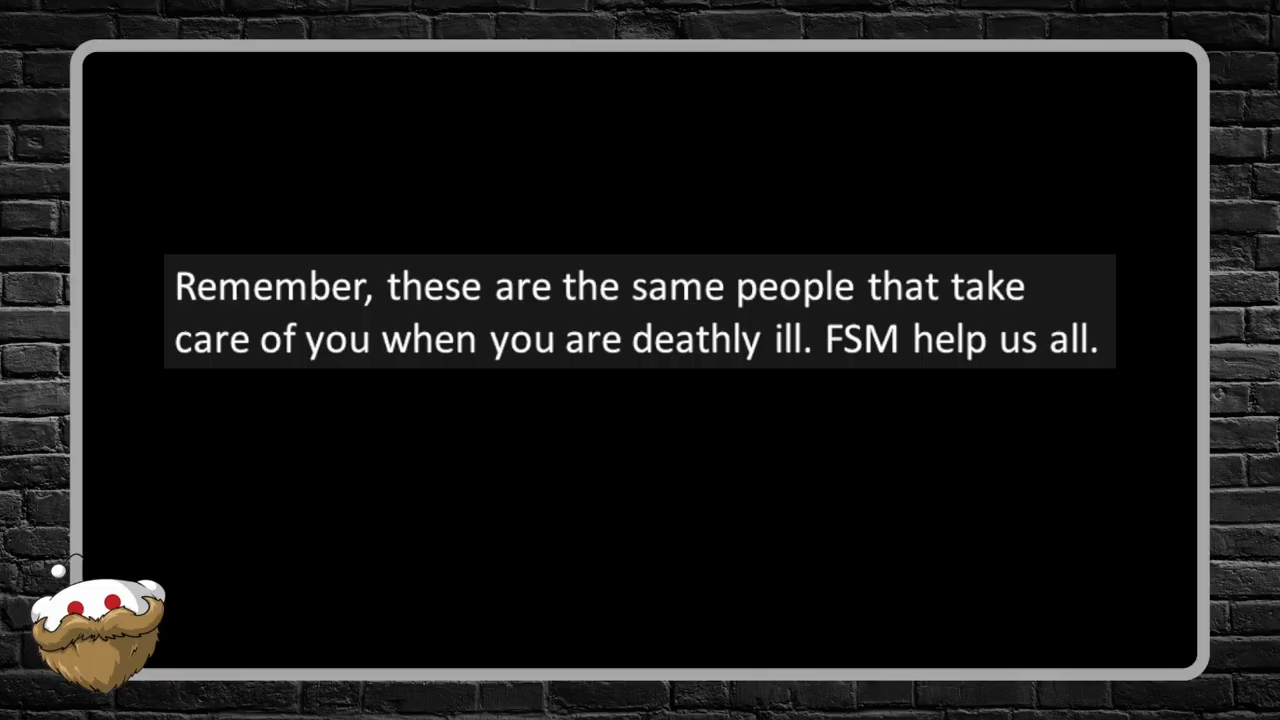 Remember, these are the same people that take
care of you when you are deathly ill. FSM help us all.